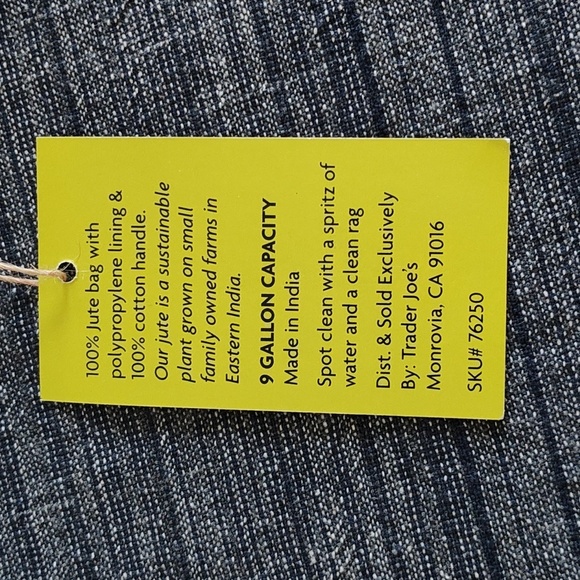 100% Jute bag with
polypropylene lining &
100% cotton handle.
Our jute is a sustainable
plant grown on small
family owned farms in
Eastern India.
9 GALLON CAPACITY
Made in India
Spot clean with a spritz of
water and a clean rag
Dist. & Sold Exclusively
By: Trader Joe's
Monrovia, CA 91016
SKU# 76250